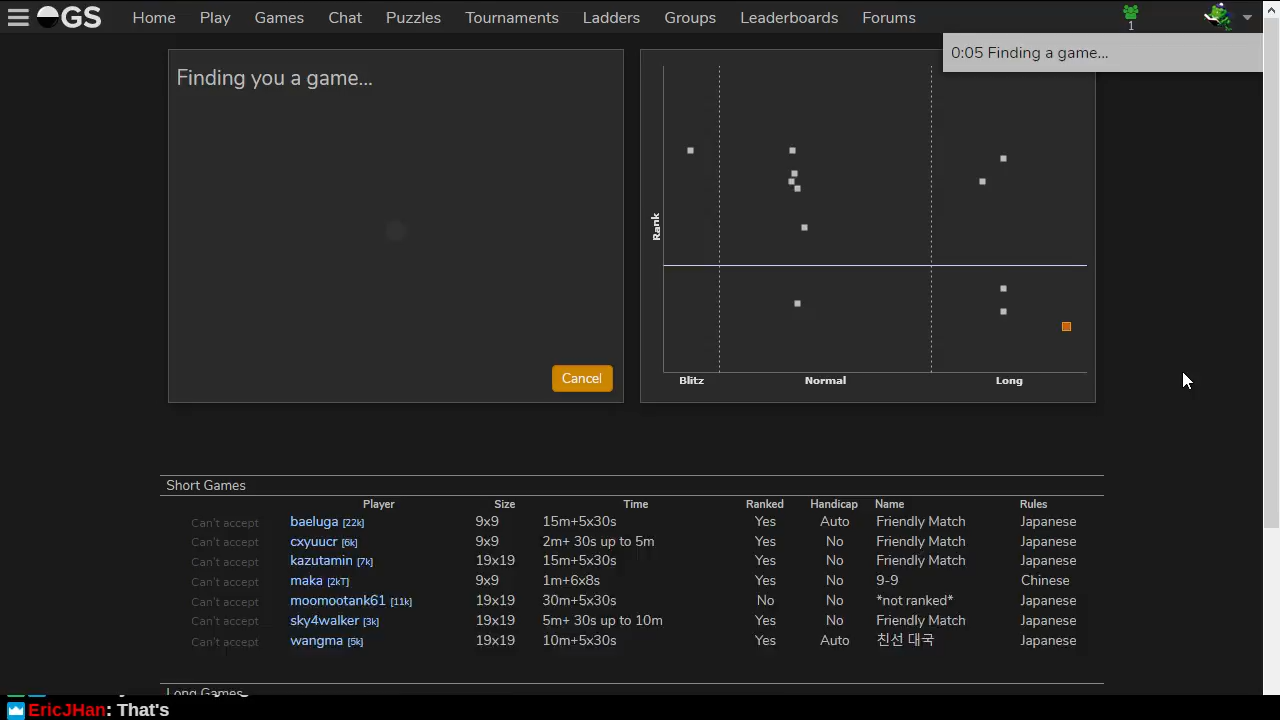 OGS Home Play Games Chat Puzzles Tournaments Ladders Groups Leaderboards Forums 1
0:05 Finding a game...
Finding you a game...
Cancel
Rank
Blitz Normal Long
Short Games
Player Size Time Ranked Handicap Name Rules
Can't accept baeluga [22k] 9x9 15m+5x30s Yes Auto Friendly Match Japanese
Can't accept cxyuucr [6k] 9x9 2m+ 30s up to 5m Yes No Friendly Match Japanese
Can't accept kazutamin [7k] 19x19 15m+5x30s Yes No Friendly Match Japanese
Can't accept maka [2kT] 9x9 1m+6x8s Yes No 9-9 Chinese
Can't accept moomootank61 [11k] 19x19 30m+5x30s No No *not ranked* Japanese
Can't accept sky4walker [3k] 19x19 5m+ 30s up to 10m Yes No Friendly Match Japanese
Can't accept wangma [5k] 19x19 10m+5x30s Yes Auto 친선 대국 Japanese
Long Games
EricJHan: That's